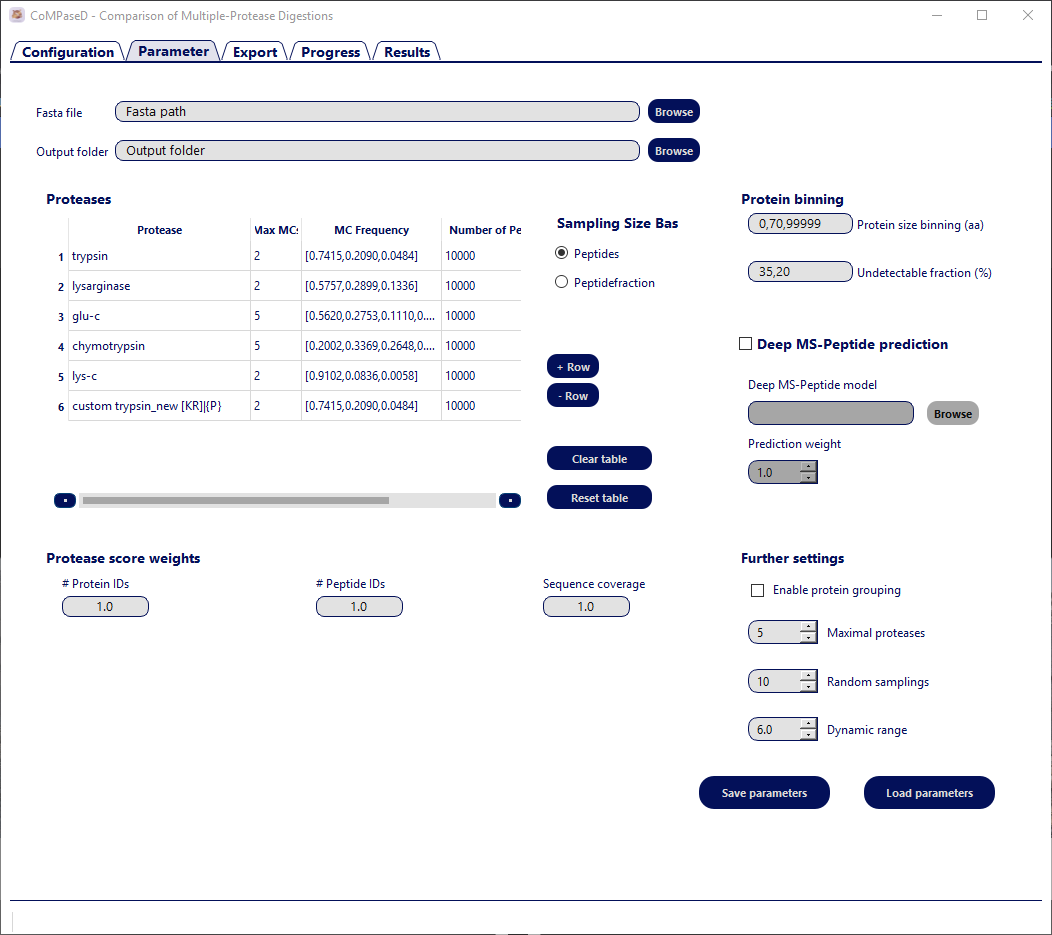 CoMPaseD - Comparison of Multiple-Protease Digestions
Configuration Parameter Export Progress Results
Fasta file Fasta path Browse
Output folder Output folder Browse
Proteases
Protease Max MCs MC Frequency Number of Pe
1 trypsin 2 [0.7415,0.2090,0.0484] 10000
2 lysarginase 2 [0.5757,0.2899,0.1336] 10000
3 glu-c 5 [0.5620,0.2753,0.1110,0.... 10000
4 chymotrypsin 5 [0.2002,0.3369,0.2648,0.... 10000
5 lys-c 2 [0.9102,0.0836,0.0058] 10000
6 custom trypsin_new [KR]|{P} 2 [0.7415,0.2090,0.0484] 10000
Sampling Size Bas
Peptides
Peptidefraction
+ Row
- Row
Clear table
Reset table
Protein binning
0,70,99999 Protein size binning (aa)
35,20 Undetectable fraction (%)
Deep MS-Peptide prediction
Deep MS-Peptide model
Browse
Prediction weight
1.0
Protease score weights
# Protein IDs # Peptide IDs Sequence coverage
1.0 1.0 1.0
Further settings
Enable protein grouping
5 Maximal proteases
10 Random samplings
6.0 Dynamic range
Save parameters Load parameters